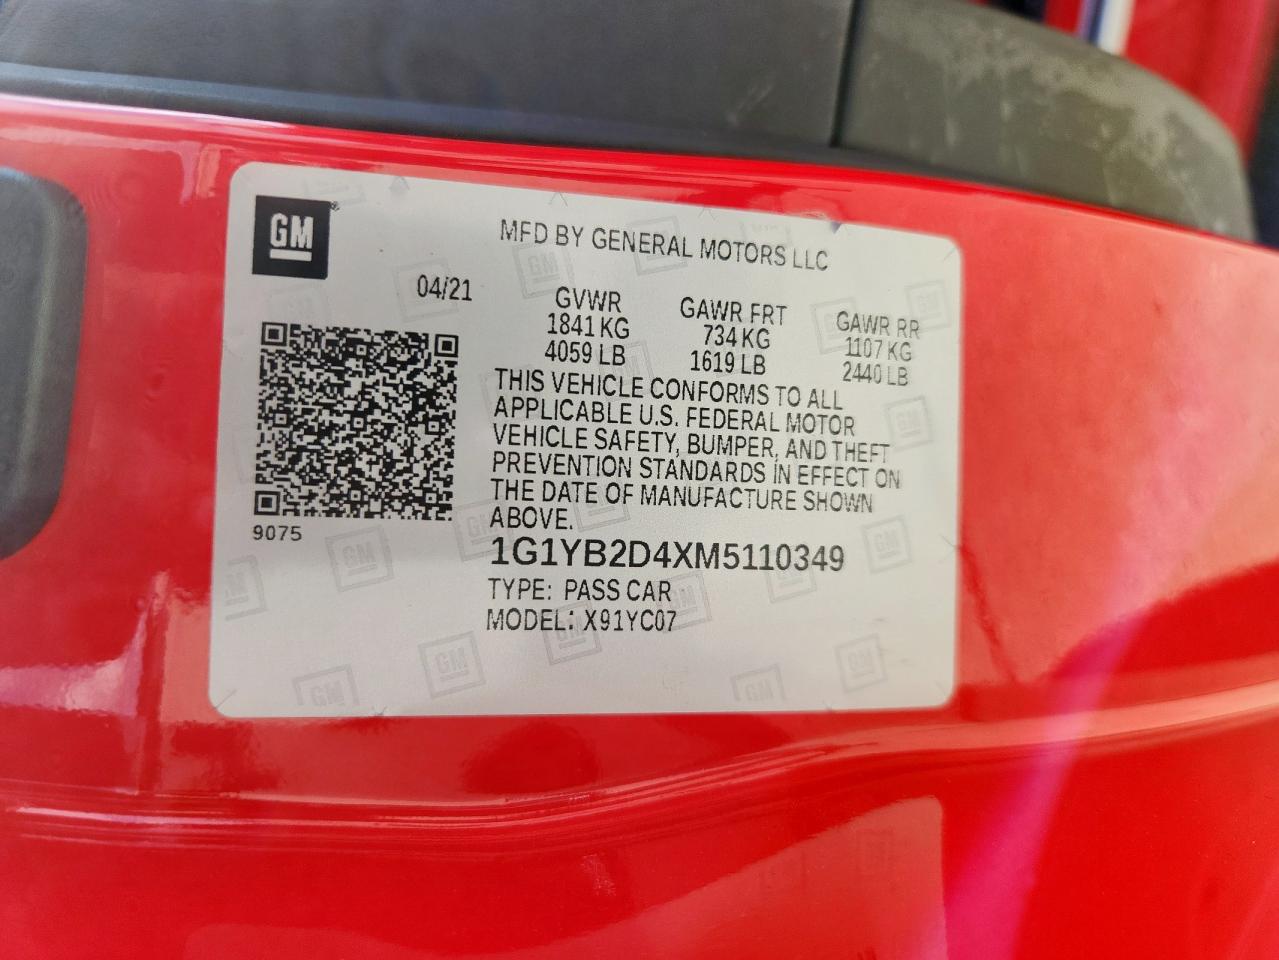 GM
MFD BY GENERAL MOTORS LLC
04/21
GVWR GAWR FRT GAWR RR
1841 KG 734 KG 1107 KG
4059 LB 1619 LB 2440 LB
THIS VEHICLE CONFORMS TO ALL
APPLICABLE U.S. FEDERAL MOTOR
VEHICLE SAFETY, BUMPER, AND THEFT
PREVENTION STANDARDS IN EFFECT ON
THE DATE OF MANUFACTURE SHOWN
ABOVE.
9075
1G1YB2D4XM5110349
TYPE: PASS CAR
MODEL: X91YC07